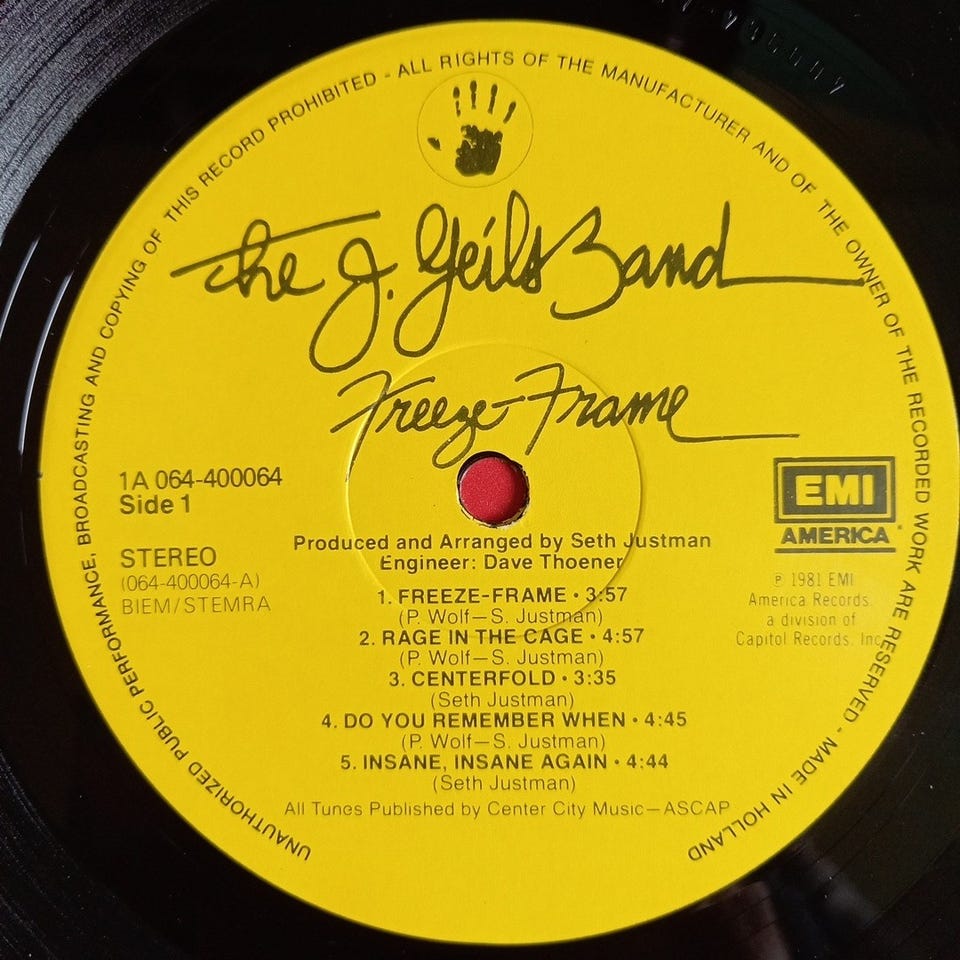 UNAUTHORIZED PUBLIC PERFORMANCE, BROADCASTING AND COPYING OF THIS RECORD PROHIBITED - ALL RIGHTS OF THE MANUFACTURER AND OF THE OWNER OF THE RECORDED WORK ARE RESERVED - MADE IN HOLLAND
The J. Geils Band
Freeze-Frame
1A 064-400064
Side 1
EMI
AMERICA
STEREO
(064-400064-A)
BIEM/STEMRA
Produced and Arranged by Seth Justman
Engineer: Dave Thoener
℗ 1981 EMI
America Records,
a division of
Capitol Records, Inc.
1. FREEZE-FRAME • 3:57
(P. Wolf—S. Justman)
2. RAGE IN THE CAGE • 4:57
(P. Wolf—S. Justman)
3. CENTERFOLD • 3:35
(Seth Justman)
4. DO YOU REMEMBER WHEN • 4:45
(P. Wolf—S. Justman)
5. INSANE, INSANE AGAIN • 4:44
(Seth Justman)
All Tunes Published by Center City Music—ASCAP